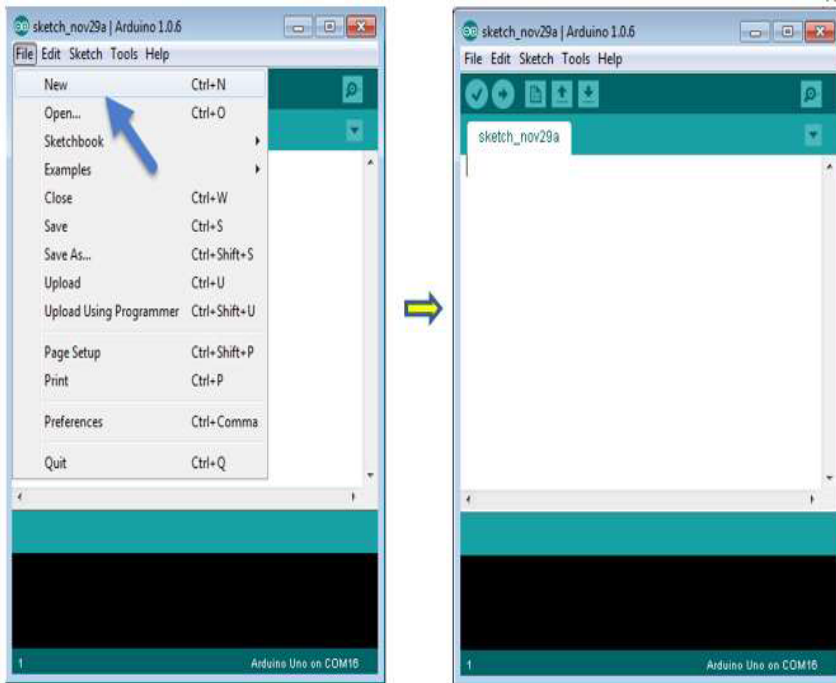 sketch_nov29a | Arduino 1.0.6
File Edit Sketch Tools Help
New Ctrl+N
Open... Ctrl+O
Sketchbook
Examples
Close Ctrl+W
Save Ctrl+S
Save As... Ctrl+Shift+S
Upload Ctrl+U
Upload Using Programmer Ctrl+Shift+U
Page Setup Ctrl+Shift+P
Print Ctrl+P
Preferences Ctrl+Comma
Quit Ctrl+Q
1 Arduino Uno on COM16
sketch_nov29a | Arduino 1.0.6
File Edit Sketch Tools Help
sketch_nov29a
1 Arduino Uno on COM16